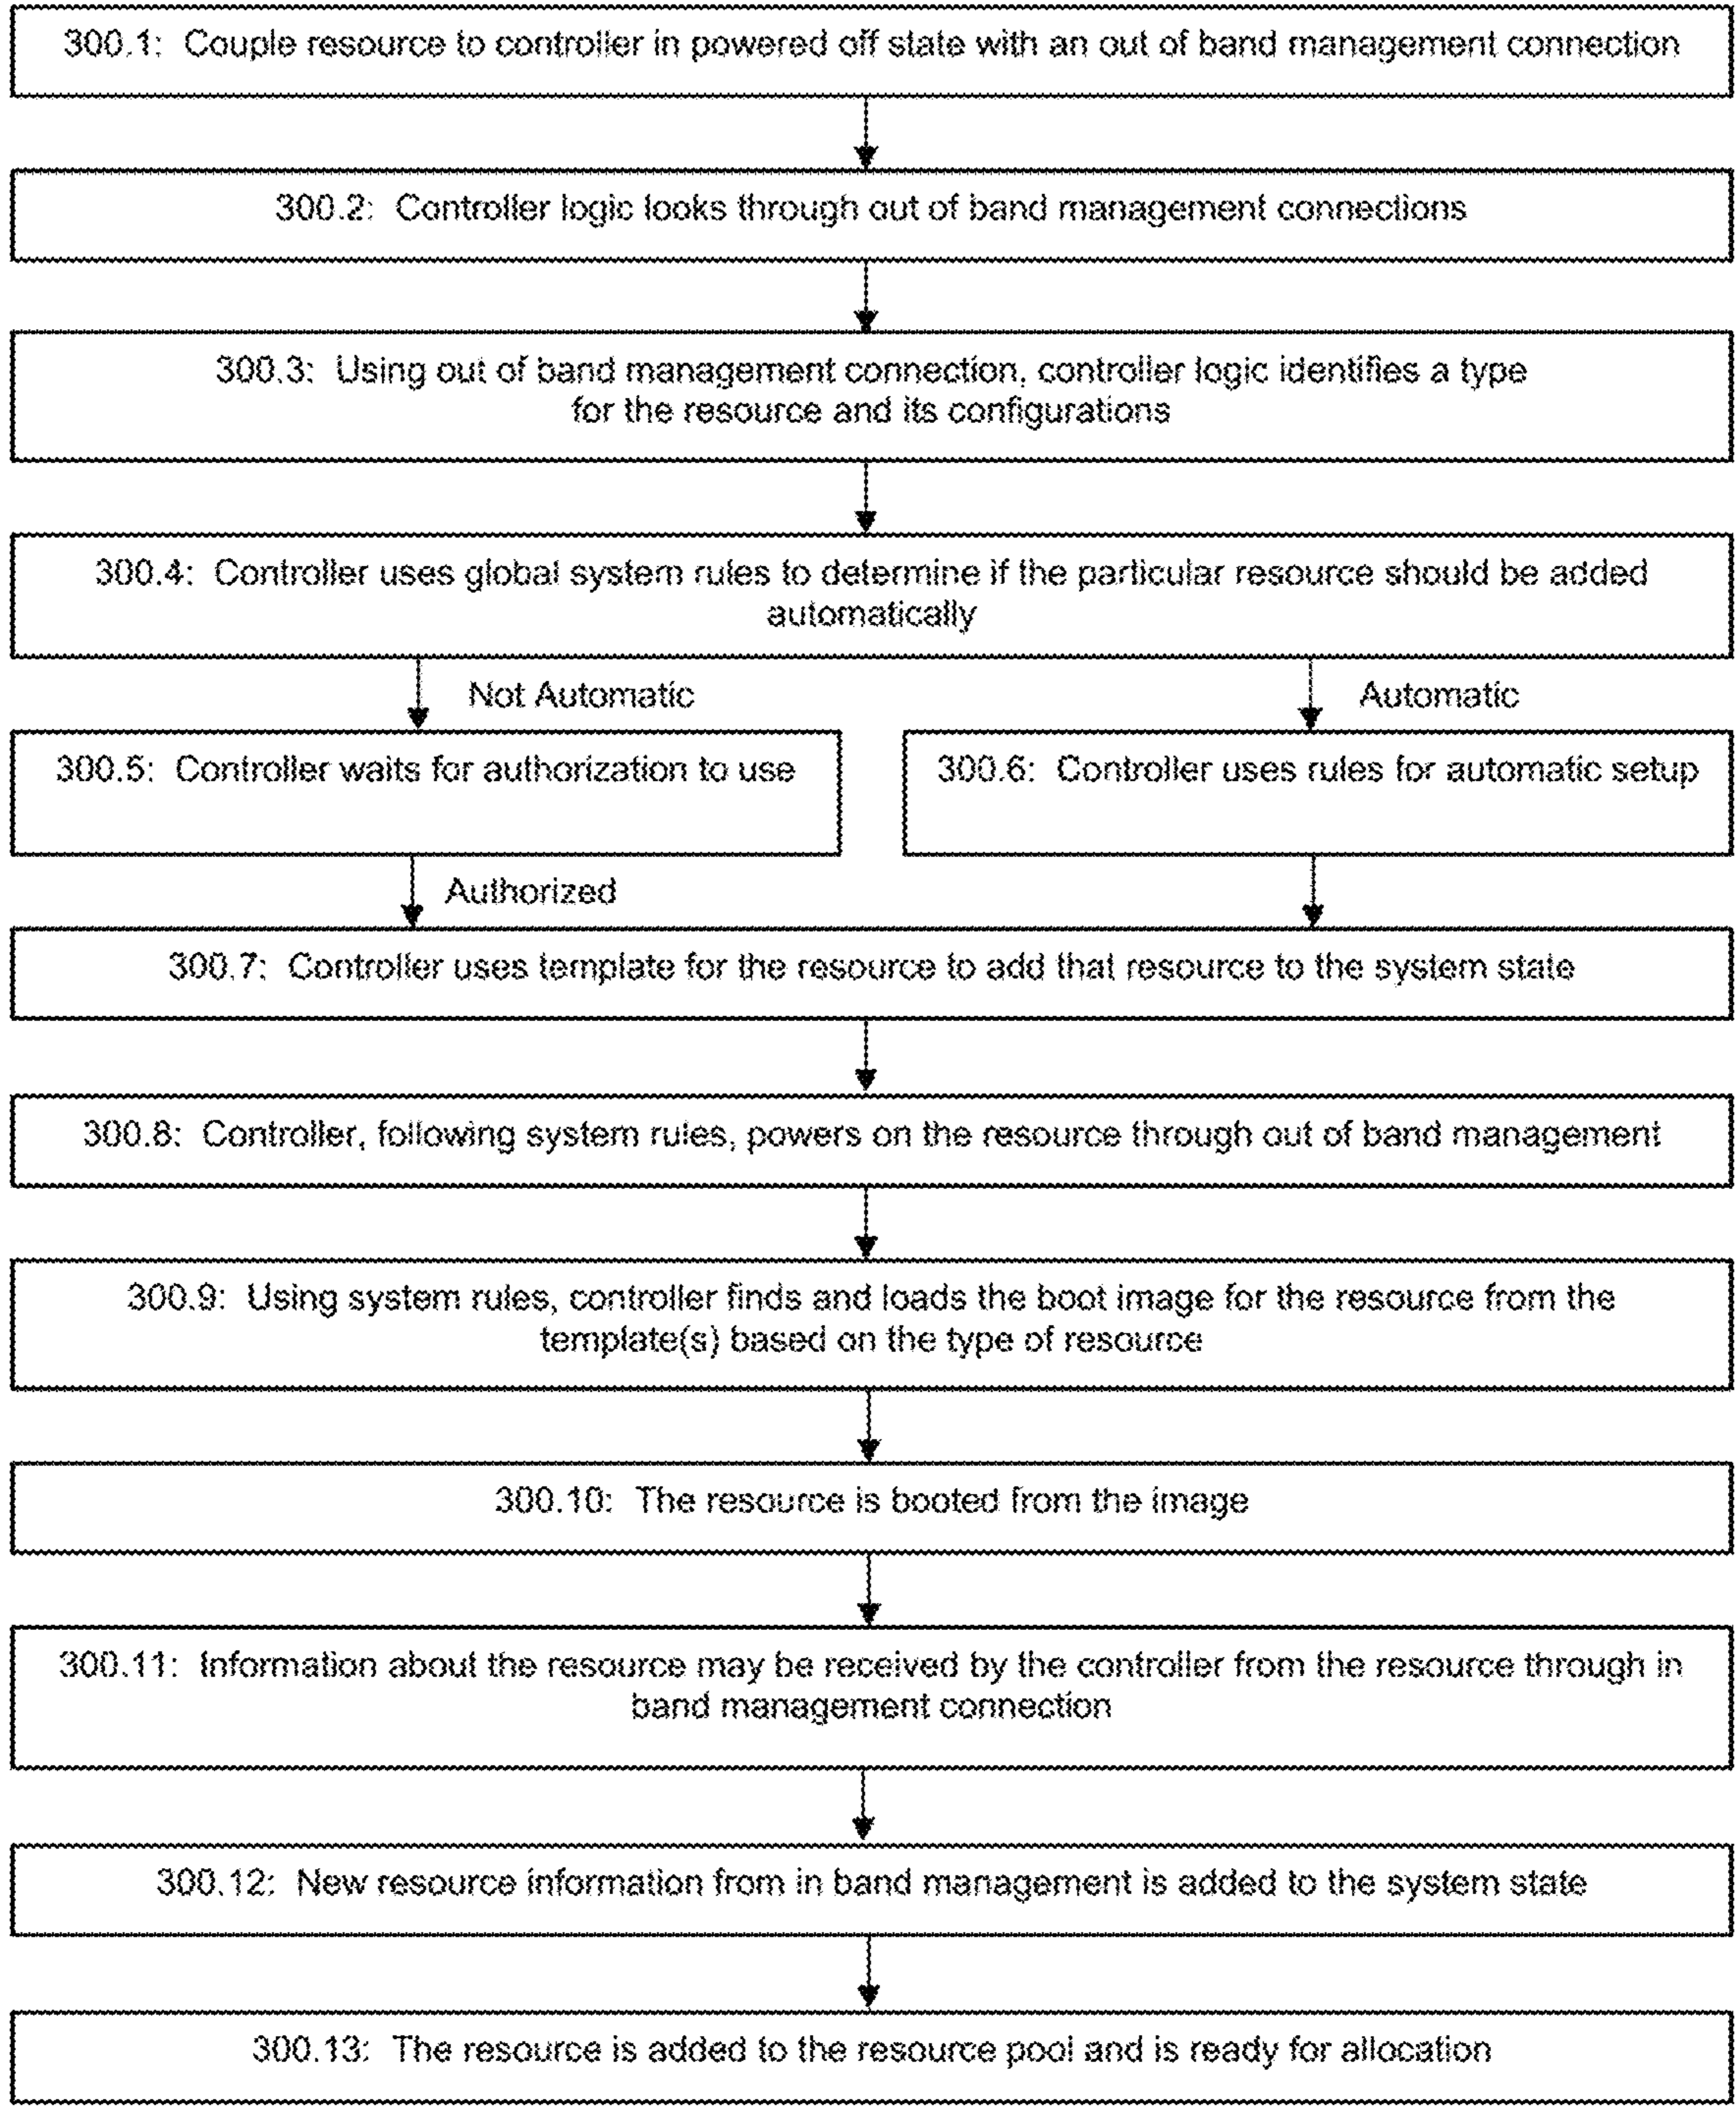 300.1: Couple resource to controller in powered off state with an out of band management connection
300.2: Controller logic looks through out of band management connections
300.3: Using out of band management connection, controller logic identifies a type
for the resource and its configurations
300.4: Controller uses global system rules to determine if the particular resource should be added
automatically
Not Automatic
Automatic
300.5: Controller waits for authorization to use
300.6: Controller uses rules for automatic setup
Authorized
300.7: Controller uses template for the resource to add that resource to the system state
300.8: Controller, following system rules, powers on the resource through out of band management
300.9: Using system rules, controller finds and loads the boot image for the resource from the
template(s) based on the type of resource
300.10: The resource is booted from the image
300.11: Information about the resource may be received by the controller from the resource through in
band management connection
300.12: New resource information from in band management is added to the system state
300.13: The resource is added to the resource pool and is ready for allocation